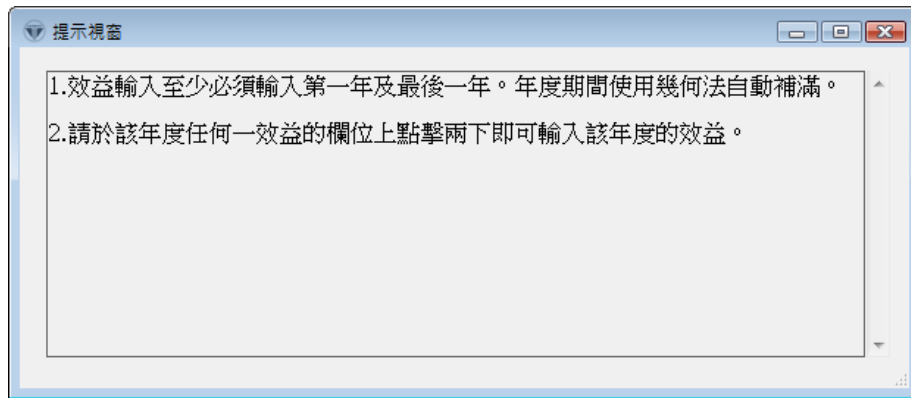 提示視窗
1.效益輸入至少必須輸入第一年及最後一年。年度期間使用幾何法自動補滿。
2.請於該年度任何一效益的欄位上點擊兩下即可輸入該年度的效益。